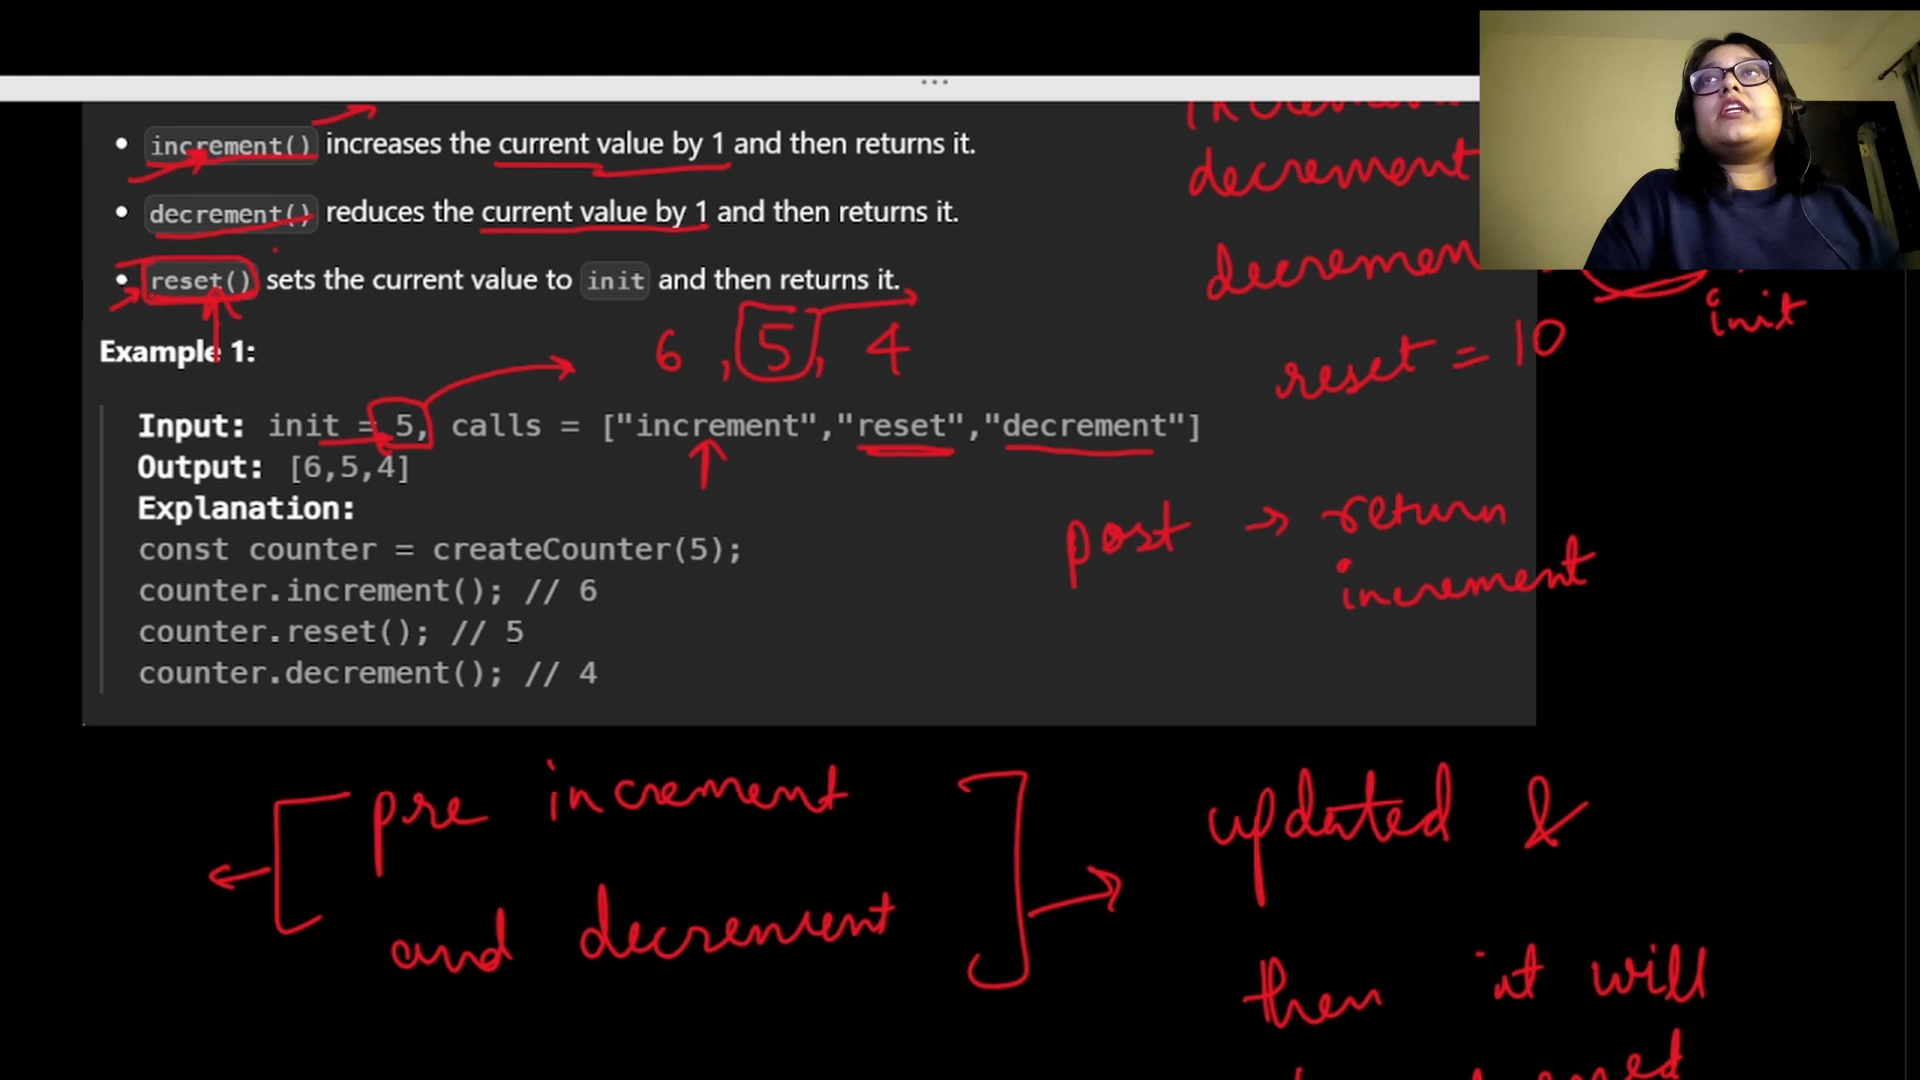 • increment() increases the current value by 1 and then returns it.
• decrement() reduces the current value by 1 and then returns it.
• reset() sets the current value to init and then returns it.
Example 1:
6 , 5, 4
Input: init = 5, calls = ["increment","reset","decrement"]
Output: [6,5,4]
Explanation:
const counter = createCounter(5);
counter.increment(); // 6
counter.reset(); // 5
counter.decrement(); // 4
decrement
init
reset = 10
post → return
increment
pre increment
and decrement
updated &
then it will